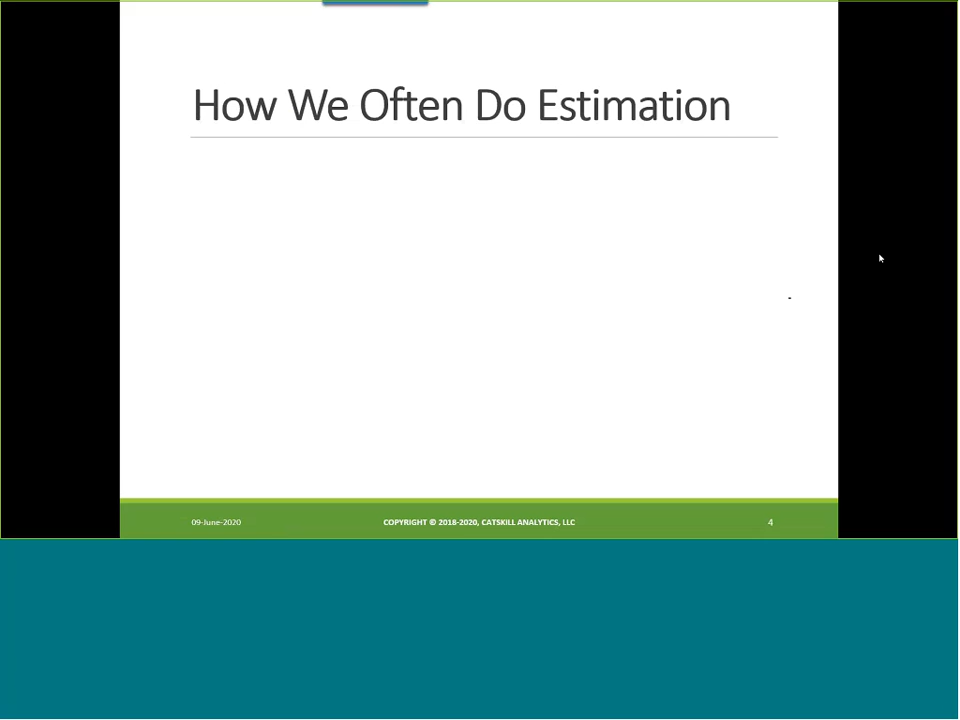 How We Often Do Estimation
-
09-June-2020 COPYRIGHT © 2018-2020, CATSKILL ANALYTICS, LLC 4